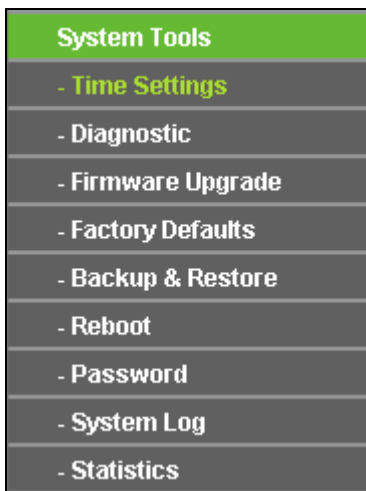 System Tools
- Time Settings
- Diagnostic
- Firmware Upgrade
- Factory Defaults
- Backup & Restore
- Reboot
- Password
- System Log
- Statistics